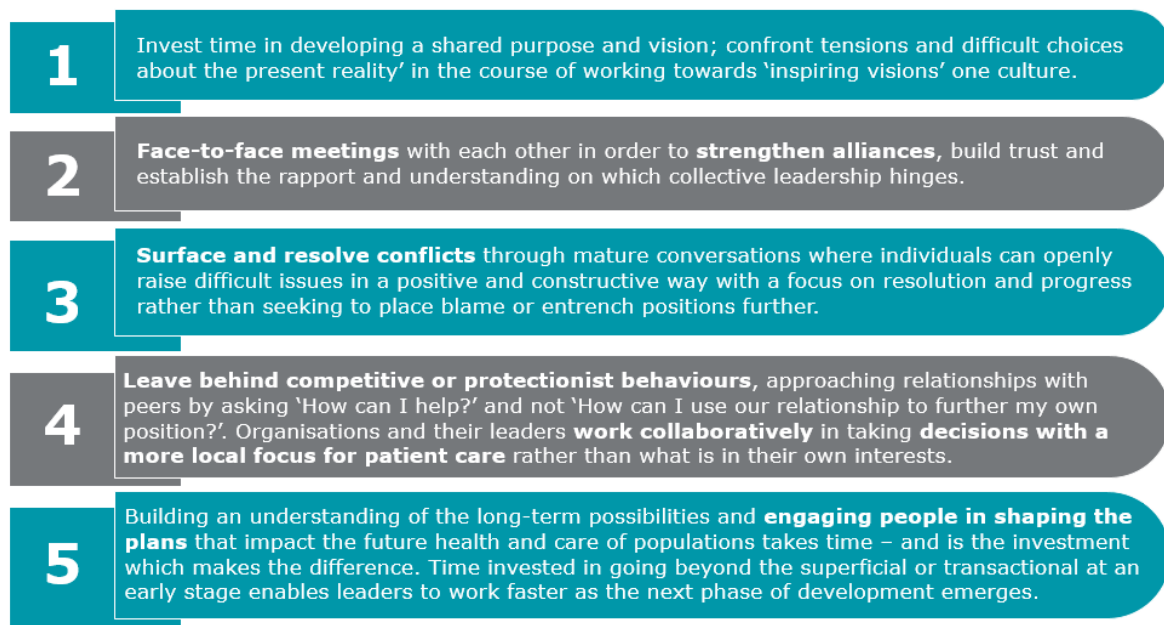 1
Invest time in developing a shared purpose and vision; confront tensions and difficult choices
about the present reality’ in the course of working towards ‘inspiring visions’ one culture.
2
Face-to-face meetings with each other in order to strengthen alliances, build trust and
establish the rapport and understanding on which collective leadership hinges.
3
Surface and resolve conflicts through mature conversations where individuals can openly
raise difficult issues in a positive and constructive way with a focus on resolution and progress
rather than seeking to place blame or entrench positions further.
4
Leave behind competitive or protectionist behaviours, approaching relationships with
peers by asking ‘How can I help?’ and not ‘How can I use our relationship to further my own
position?’. Organisations and their leaders work collaboratively in taking decisions with a
more local focus for patient care rather than what is in their own interests.
5
Building an understanding of the long-term possibilities and engaging people in shaping the
plans that impact the future health and care of populations takes time – and is the investment
which makes the difference. Time invested in going beyond the superficial or transactional at an
early stage enables leaders to work faster as the next phase of development emerges.